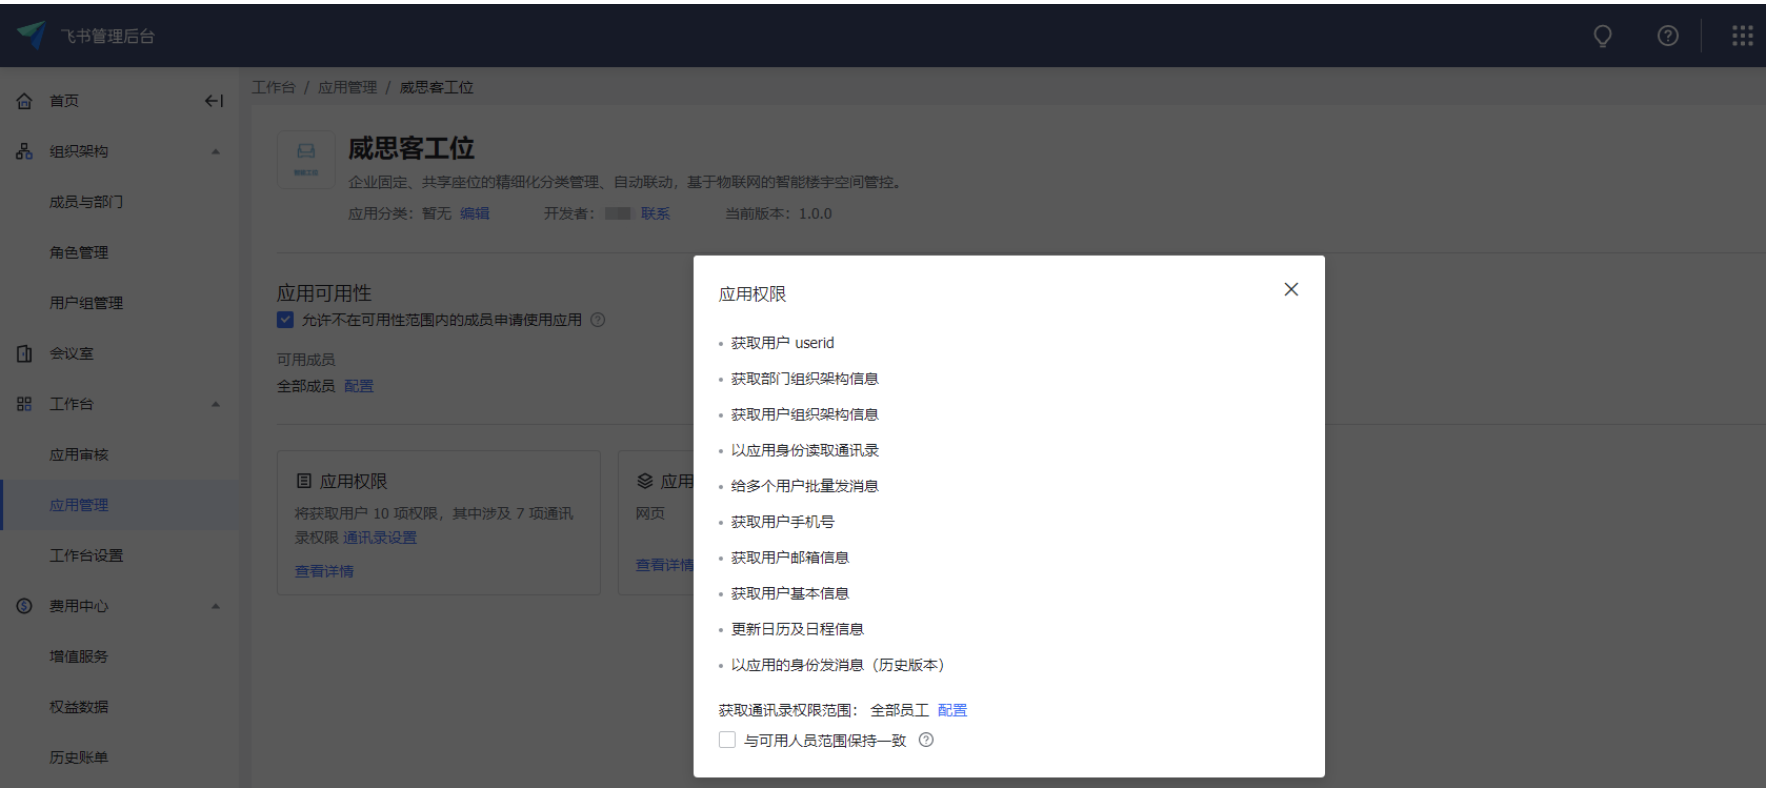 飞书管理后台
首页
组织架构
成员与部门
角色管理
用户组管理
会议室
工作台
应用审核
应用管理
工作台设置
费用中心
增值服务
权益数据
历史账单
工作台 / 应用管理 / 威思客工位
威思客工位
企业固定、共享座位的精细化分类管理、自动联动，基于物联网的智能楼宇空间管控。
应用分类：暂无 编辑 开发者： 联系 当前版本：1.0.0
应用可用性
允许不在可用性范围内的成员申请使用应用
可用成员
全部成员 配置
应用权限
将获取用户 10 项权限，其中涉及 7 项通讯
录权限 通讯录设置
查看详情
应用
网页
查看详情
应用权限
• 获取用户 userid
• 获取部门组织架构信息
• 获取用户组织架构信息
• 以应用身份读取通讯录
• 给多个用户批量发消息
• 获取用户手机号
• 获取用户邮箱信息
• 获取用户基本信息
• 更新日历及日程信息
• 以应用的身份发消息（历史版本）
获取通讯录权限范围： 全部员工 配置
与可用人员范围保持一致